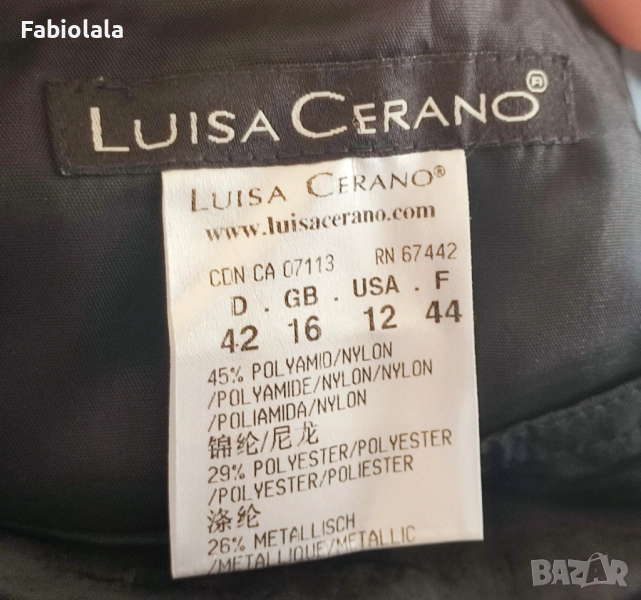 Fabiolala
LUISA CERANO®
LUISA CERANO®
www.luisacerano.com
CDN CA 07113 RN 67442
D . GB . USA . F
42 16 12 44
45% POLYAMID/NYLON
/POLYAMIDE/NYLON/NYLON
/POLIAMIDA/NYLON
锦纶/尼龙
29% POLYESTER/POLYESTER
/POLYESTER/POLIESTER
涤纶
26% METALLISCH
/METALLIQUE/METALLIC
BAZAR